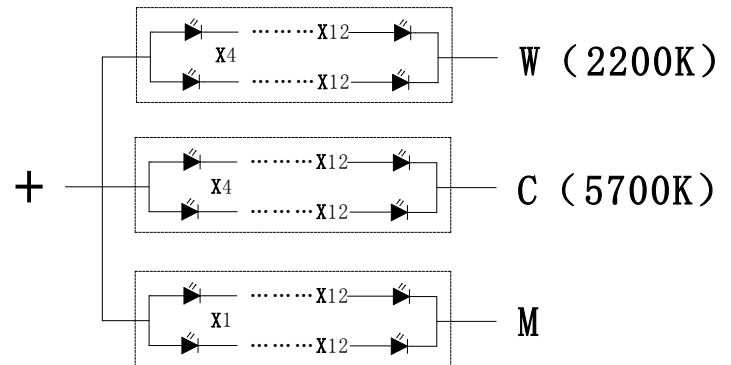 ………X12
X4
………X12
W（2200K）
+
………X12
X4
………X12
C（5700K）
………X12
X1
………X12
M